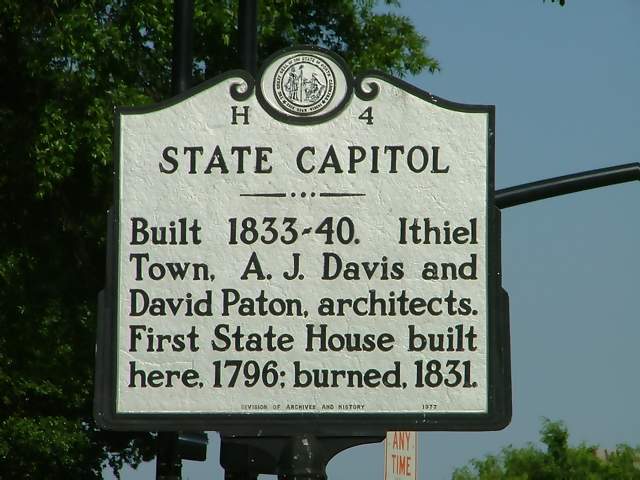 H 4
STATE CAPITOL
Built 1833-40. Ithiel
Town, A. J. Davis and
David Paton, architects.
First State House built
here, 1796; burned, 1831.
DIVISION OF ARCHIVES AND HISTORY 1977
ANY
TIME